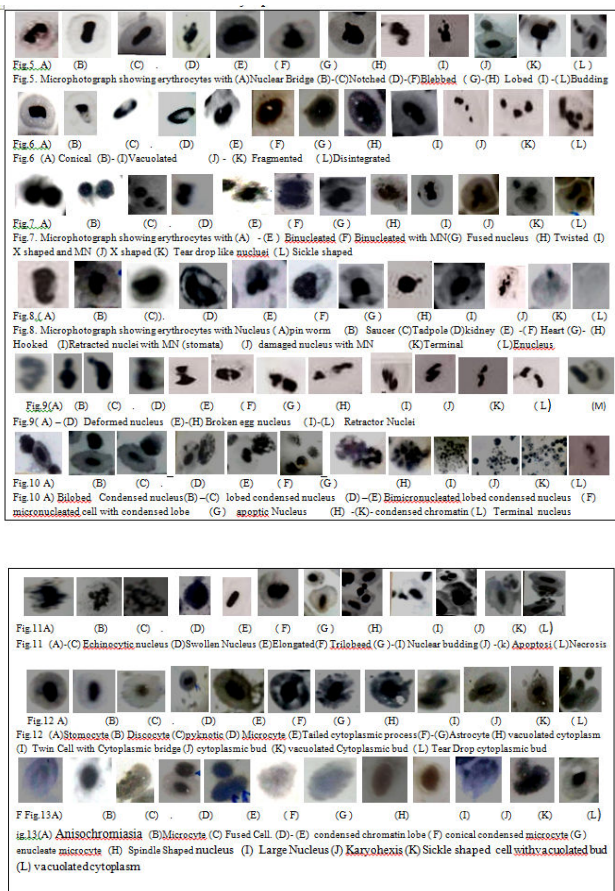 Fig.5 A) (B) (C) . (D) (E) (F) (G) (H) (I) (J) (K) (L)
Fig.5. Microphotograph showing erythrocytes with (A)Nuclear Bridge (B)-(C)Notched (D)-(F)Blebbed (G)-(H) Lobed (I)-(L)Budding
Fig.6 A) (B) (C) . (D) (E) (F) (G) (H) (I) (J) (K) (L)
Fig.6 (A) Conical (B)-(I)Vacuolated (J) - (K) Fragmented (L)Disintegrated
Fig.7 A) (B) (C) . (D) (E) (F) (G) (H) (I) (J) (K) (L)
Fig.7. Microphotograph showing erythrocytes with (A) -(E) Binucleated (F) Binucleated with MN(G) Fused nucleus (H) Twisted (I)
X shaped and MN (J) X shaped (K) Tear drop like nucluei (L) Sickle shaped
Fig.8.(A) (B) (C)). (D) (E) (F) (G) (H) (I) (J) (K) (L)
Fig.8. Microphotograph showing erythrocytes with Nucleus (A)pin worm (B) Saucer (C)Tadpole (D)kidney (E) -(F) Heart (G)- (H)
Hooked (I)Retracted nuclei with MN (stomata) (J) damaged nucleus with MN (K)Terminal (L)Enucleus
Fig.9(A) (B) (C) . (D) (E) (F) (G) (H) (I) (J) (K) (L) (M)
Fig.9(A) – (D) Deformed nucleus (E)-(H) Broken egg nucleus (I)-(L) Retractor Nuclei
Fig.10 A) (B) (C) . (D) (E) (F) (G) (H) (I) (J) (K) (L)
Fig.10 A) Bilobed Condensed nucleus(B) –(C) lobed condensed nucleus (D) –(E) Bimicronucleated lobed condensed nucleus (F)
micronucleated cell with condensed lobe (G) apoptic Nucleus (H) -(K)- condensed chromatin (L) Terminal nucleus
Fig.11A) (B) (C) . (D) (E) (F) (G) (H) (I) (J) (K) (L)
Fig.11 (A)-(C) Echinocytic nucleus (D)Swollen Nucleus (E)Elongated(F) Trilobeed (G)-(I) Nuclear budding (J) -(k) Apoptosi (L)Necrosis
Fig.12 A) (B) (C) . (D) (E) (F) (G) (H) (I) (J) (K) (L)
Fig.12 (A)Stomocyte (B) Discocyte (C)pyknotic (D) Microcyte (E)Tailed cytoplasmic process(F)-(G)Astrocyte (H) vacuolated cytoplasm
(I) Twin Cell with Cytoplasmic bridge (J) cytoplasmic bud (K) vacuolated Cytoplasmic bud (L) Tear Drop cytoplasmic bud
F Fig.13A) (B) (C) . (D) (E) (F) (G) (H) (I) (J) (K) (L)
ig.13(A) Anisochromiasia (B)Microcyte (C) Fused Cell. (D)- (E) condensed chromatin lobe (F) conical condensed microcyte (G)
enucleate microcyte (H) Spindle Shaped nucleus (I) Large Nucleus (J) Karyohexis (K) Sickle shaped cell with vacuolated bud
(L) vacuolated cytoplasm